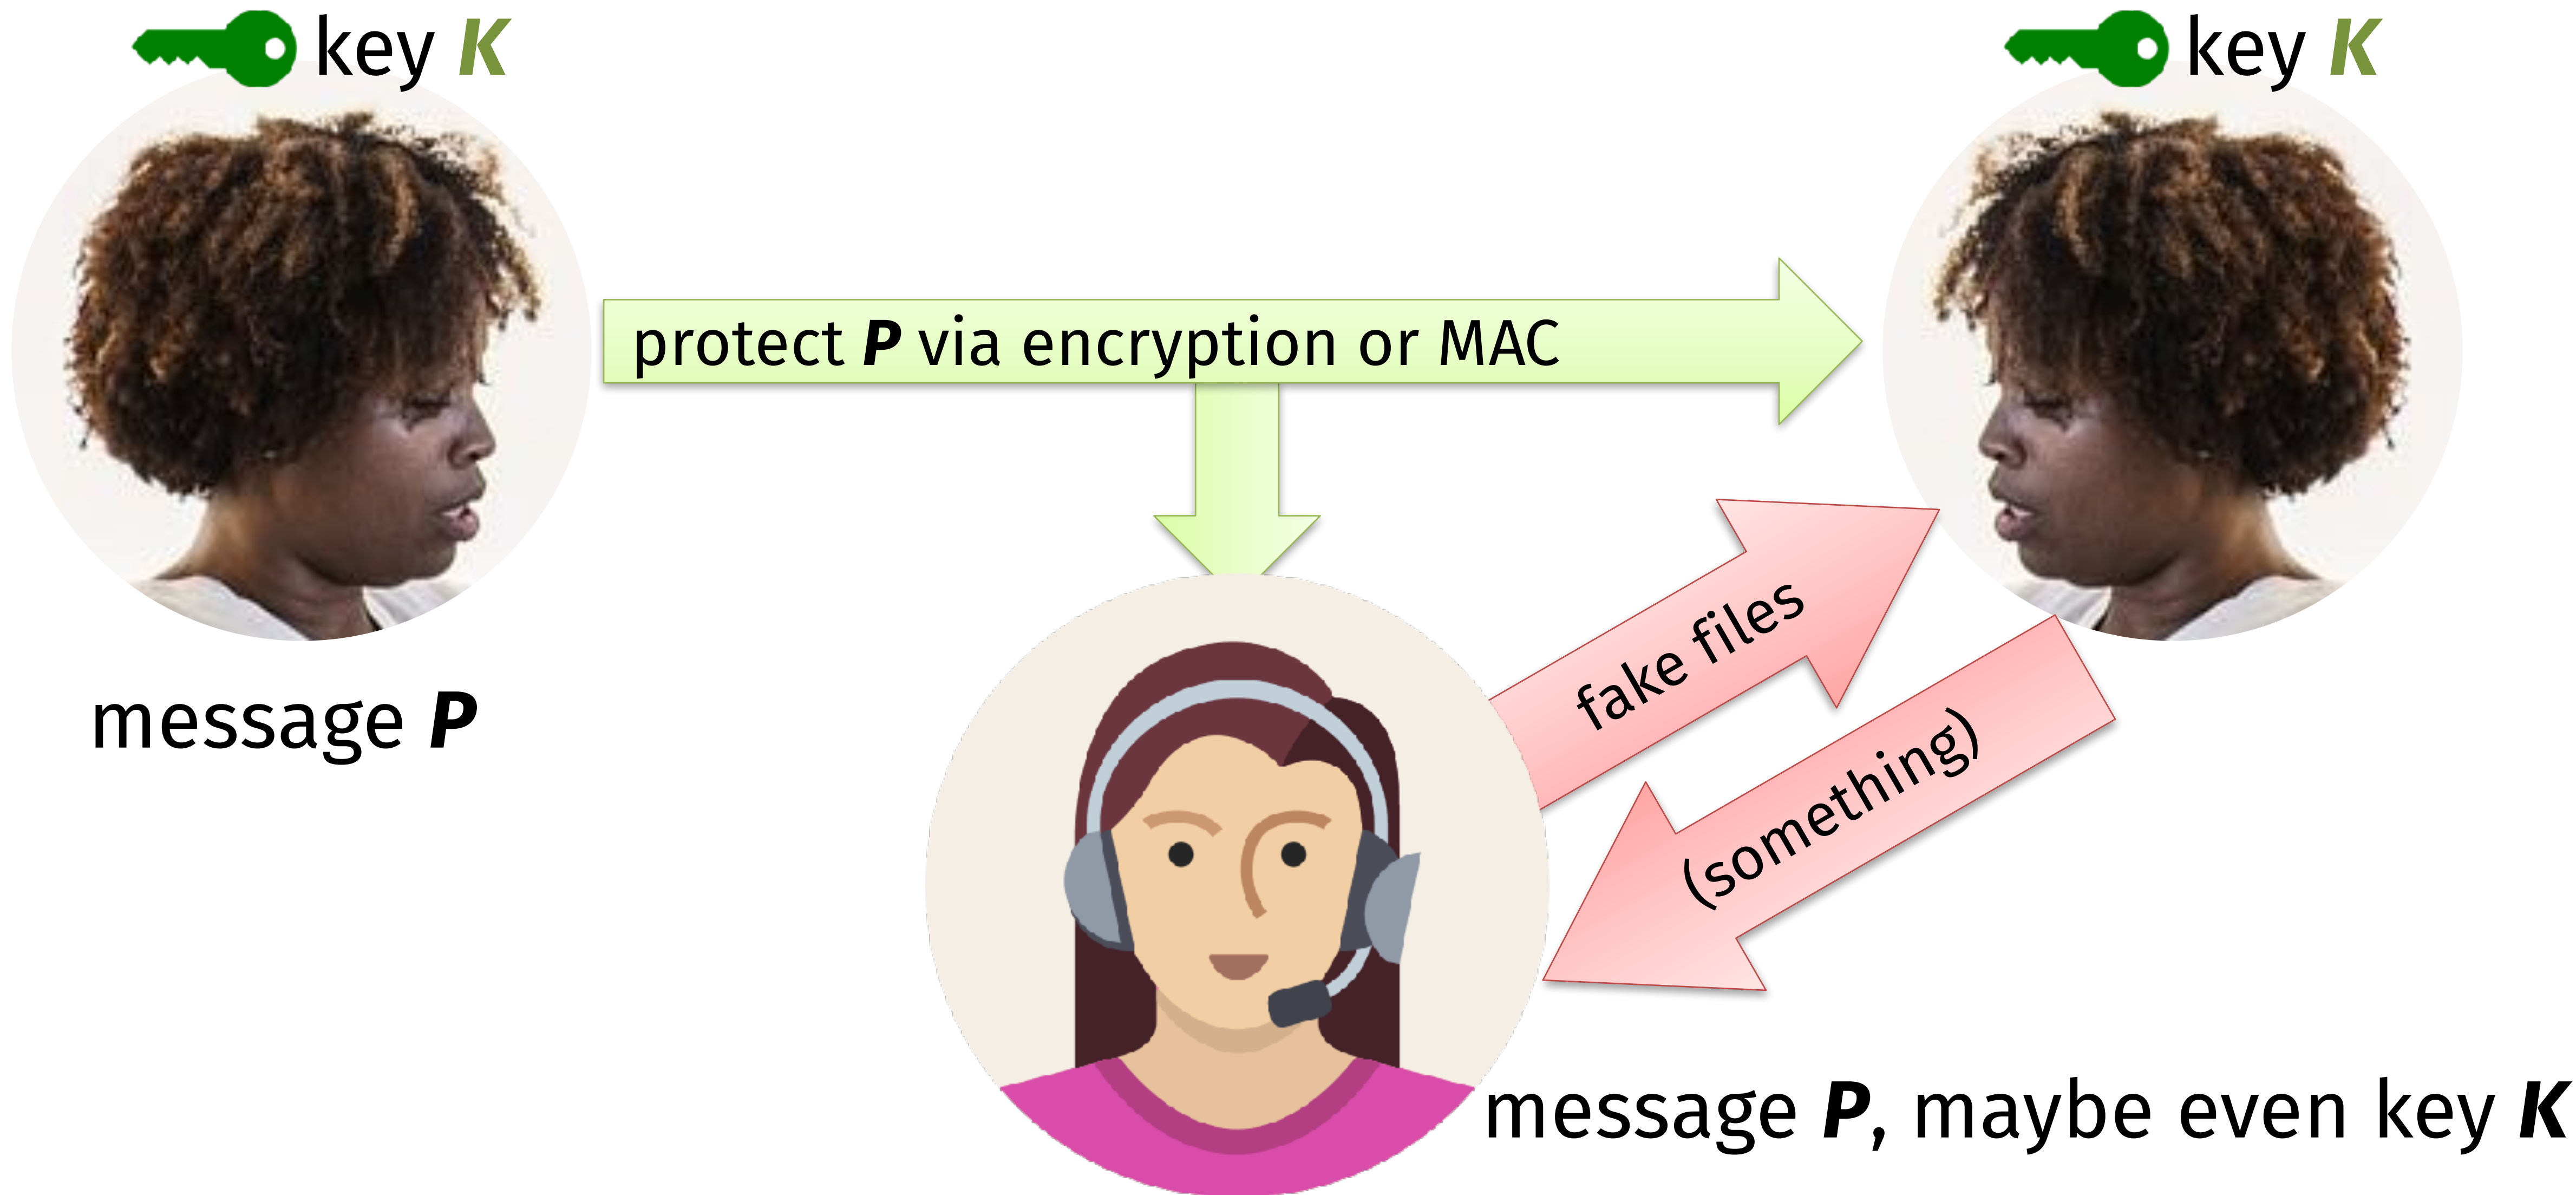 key K
key K
protect P via encryption or MAC
fake files
(something)
message P
message P, maybe even key K